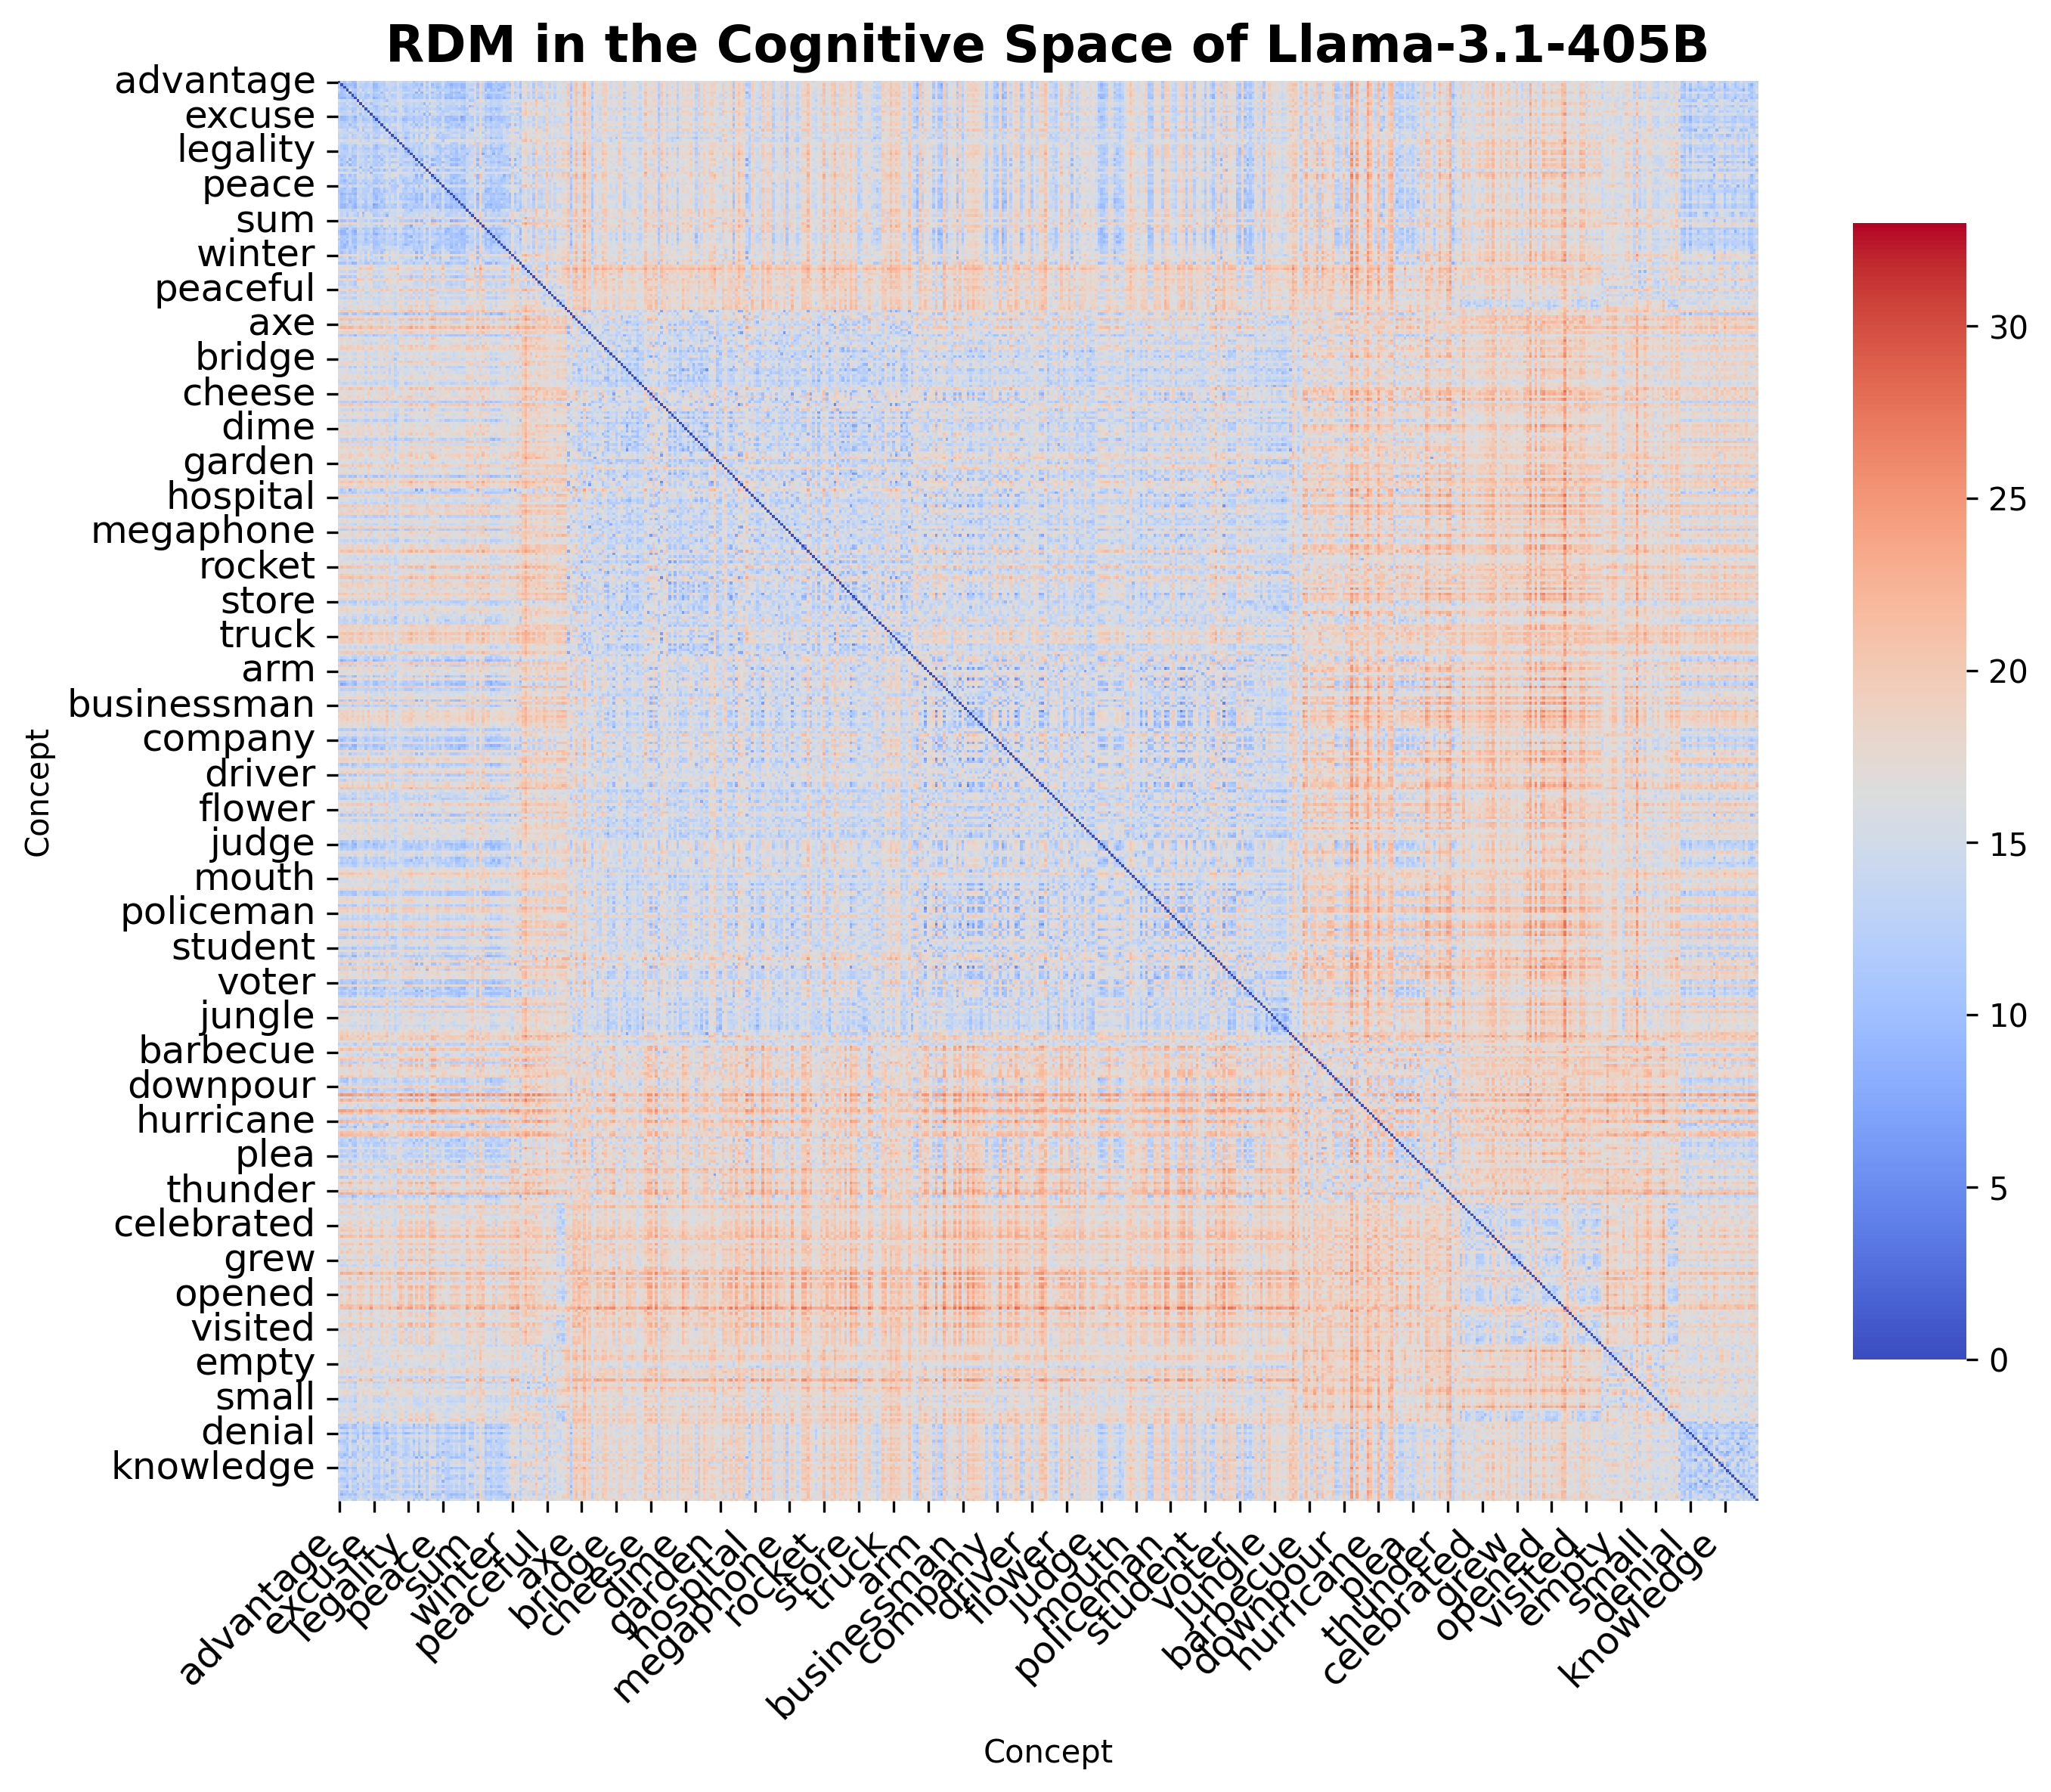 RDM in the Cognitive Space of Llama-3.1-405B
advantage
excuse
legality
peace
sum
winter
peaceful
axe
bridge
cheese
dime
garden
hospital
megaphone
rocket
store
truck
arm
businessman
company
driver
flower
judge
mouth
policeman
student
voter
jungle
barbecue
downpour
hurricane
plea
thunder
celebrated
grew
opened
visited
empty
small
denial
knowledge
Concept
advantage
excuse
legality
peace
sum
winter
peaceful
axe
bridge
cheese
dime
garden
hospital
megaphone
rocket
store
truck
arm
businessman
company
driver
flower
judge
mouth
policeman
student
voter
jungle
barbecue
downpour
hurricane
plea
thunder
celebrated
grew
opened
visited
empty
small
denial
knowledge
Concept
30
25
20
15
10
5
0